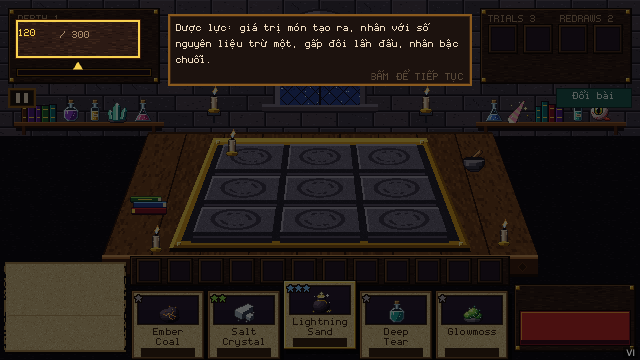 DEPTH 1
120 / 300
Dược lực: giá trị món tạo ra, nhân với số
nguyên liệu trừ một, gấp đôi lần đầu, nhân bậc
chuỗi.
BẤM ĐỂ TIẾP TỤC
TRIALS 3 REDRAWS 2
Đổi bài
Ember
Coal
Salt
Crystal
Lightning
Sand
Deep
Tear
Glowmoss
Vi